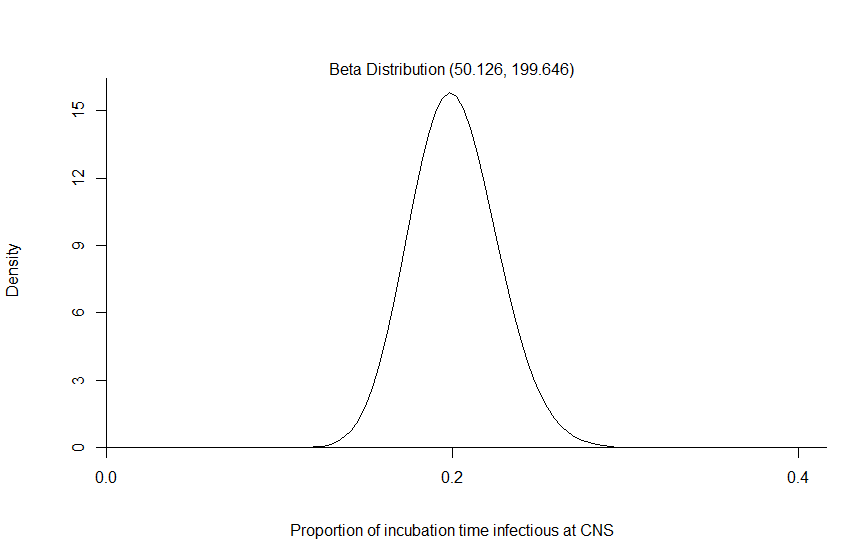 Beta Distribution (50.126, 199.646)
15
12
9
6
3
0
Density
0.0 0.2 0.4
Proportion of incubation time infectious at CNS